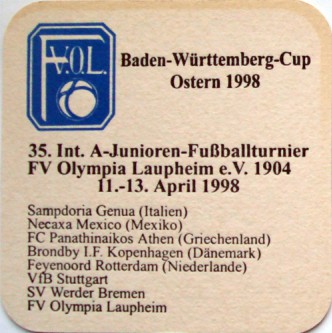 F.V.O.L.
Baden-Württemberg-Cup
Ostern 1998
35. Int. A-Junioren-Fußballturnier
FV Olympia Laupheim e.V. 1904
11.-13. April 1998
Sampdoria Genua (Italien)
Necaxa Mexico (Mexiko)
FC Panathinaikos Athen (Griechenland)
Brondby I.F. Kopenhagen (Dänemark)
Feyenoord Rotterdam (Niederlande)
VfB Stuttgart
SV Werder Bremen
FV Olympia Laupheim